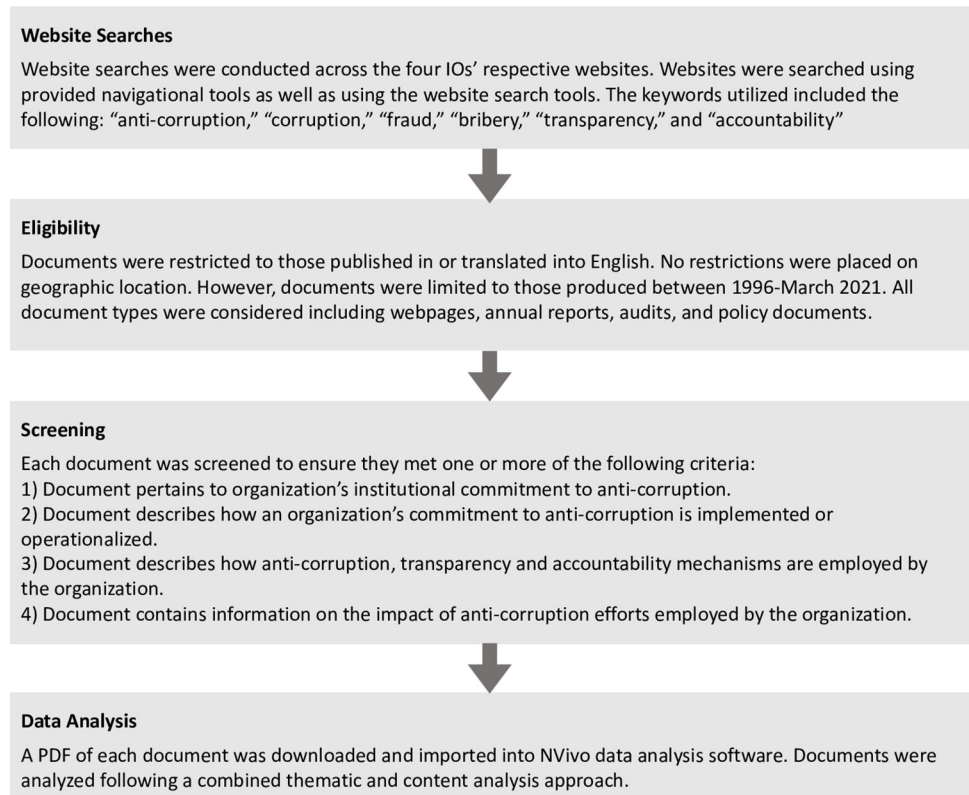 Website Searches
Website searches were conducted across the four IOs’ respective websites. Websites were searched using
provided navigational tools as well as using the website search tools. The keywords utilized included the
following: “anti-corruption,” “corruption,” “fraud,” “bribery,” “transparency,” and “accountability”
Eligibility
Documents were restricted to those published in or translated into English. No restrictions were placed on
geographic location. However, documents were limited to those produced between 1996-March 2021. All
document types were considered including webpages, annual reports, audits, and policy documents.
Screening
Each document was screened to ensure they met one or more of the following criteria:
1) Document pertains to organization’s institutional commitment to anti-corruption.
2) Document describes how an organization’s commitment to anti-corruption is implemented or
operationalized.
3) Document describes how anti-corruption, transparency and accountability mechanisms are employed by
the organization.
4) Document contains information on the impact of anti-corruption efforts employed by the organization.
Data Analysis
A PDF of each document was downloaded and imported into NVivo data analysis software. Documents were
analyzed following a combined thematic and content analysis approach.